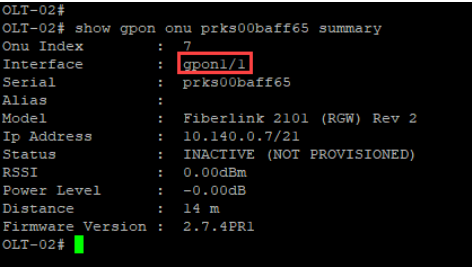 OLT-02#
OLT-02# show gpon onu prks00baff65 summary
Onu Index : 7
Interface : gpon1/1
Serial : prks00baff65
Alias :
Model : Fiberlink 2101 (RGW) Rev 2
Ip Address : 10.140.0.7/21
Status : INACTIVE (NOT PROVISIONED)
RSSI : 0.00dBm
Power Level : -0.00dB
Distance : 14 m
Firmware Version : 2.7.4PR1
OLT-02#